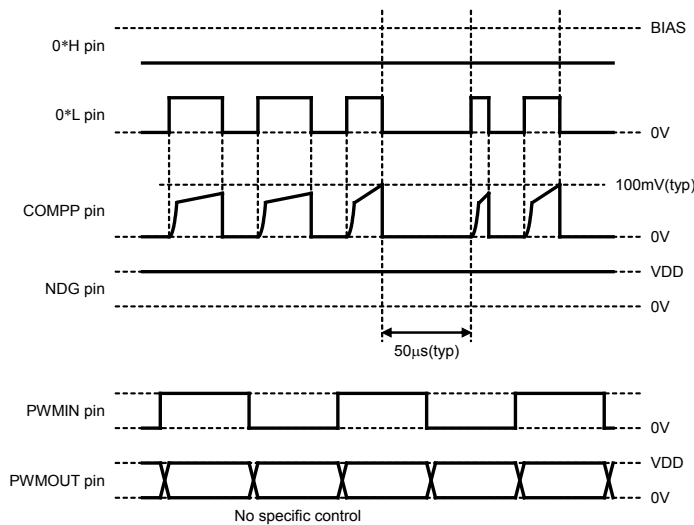 BIAS
0*H pin
0*L pin
0V
100mV(typ)
COMPP pin
0V
VDD
NDG pin
0V
50µs(typ)
PWMIN pin
0V
VDD
PWMOUT pin
0V
No specific control